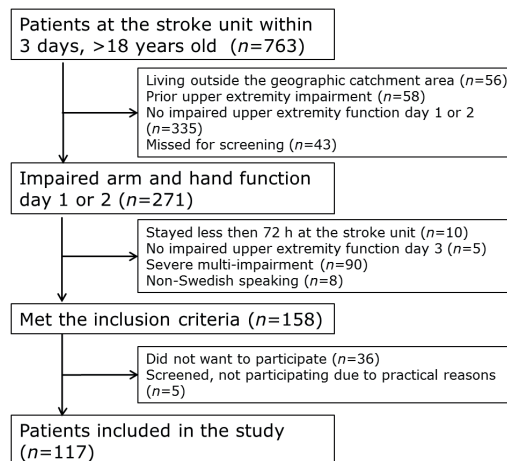 Patients at the stroke unit within
3 days, >18 years old (n=763)
Living outside the geographic catchment area (n=56)
Prior upper extremity impairment (n=58)
No impaired upper extremity function day 1 or 2
(n=335)
Missed for screening (n=43)
Impaired arm and hand function
day 1 or 2 (n=271)
Stayed less then 72 h at the stroke unit (n=10)
No impaired upper extremity function day 3 (n=5)
Severe multi-impairment (n=90)
Non-Swedish speaking (n=8)
Met the inclusion criteria (n=158)
Did not want to participate (n=36)
Screened, not participating due to practical reasons
(n=5)
Patients included in the study
(n=117)